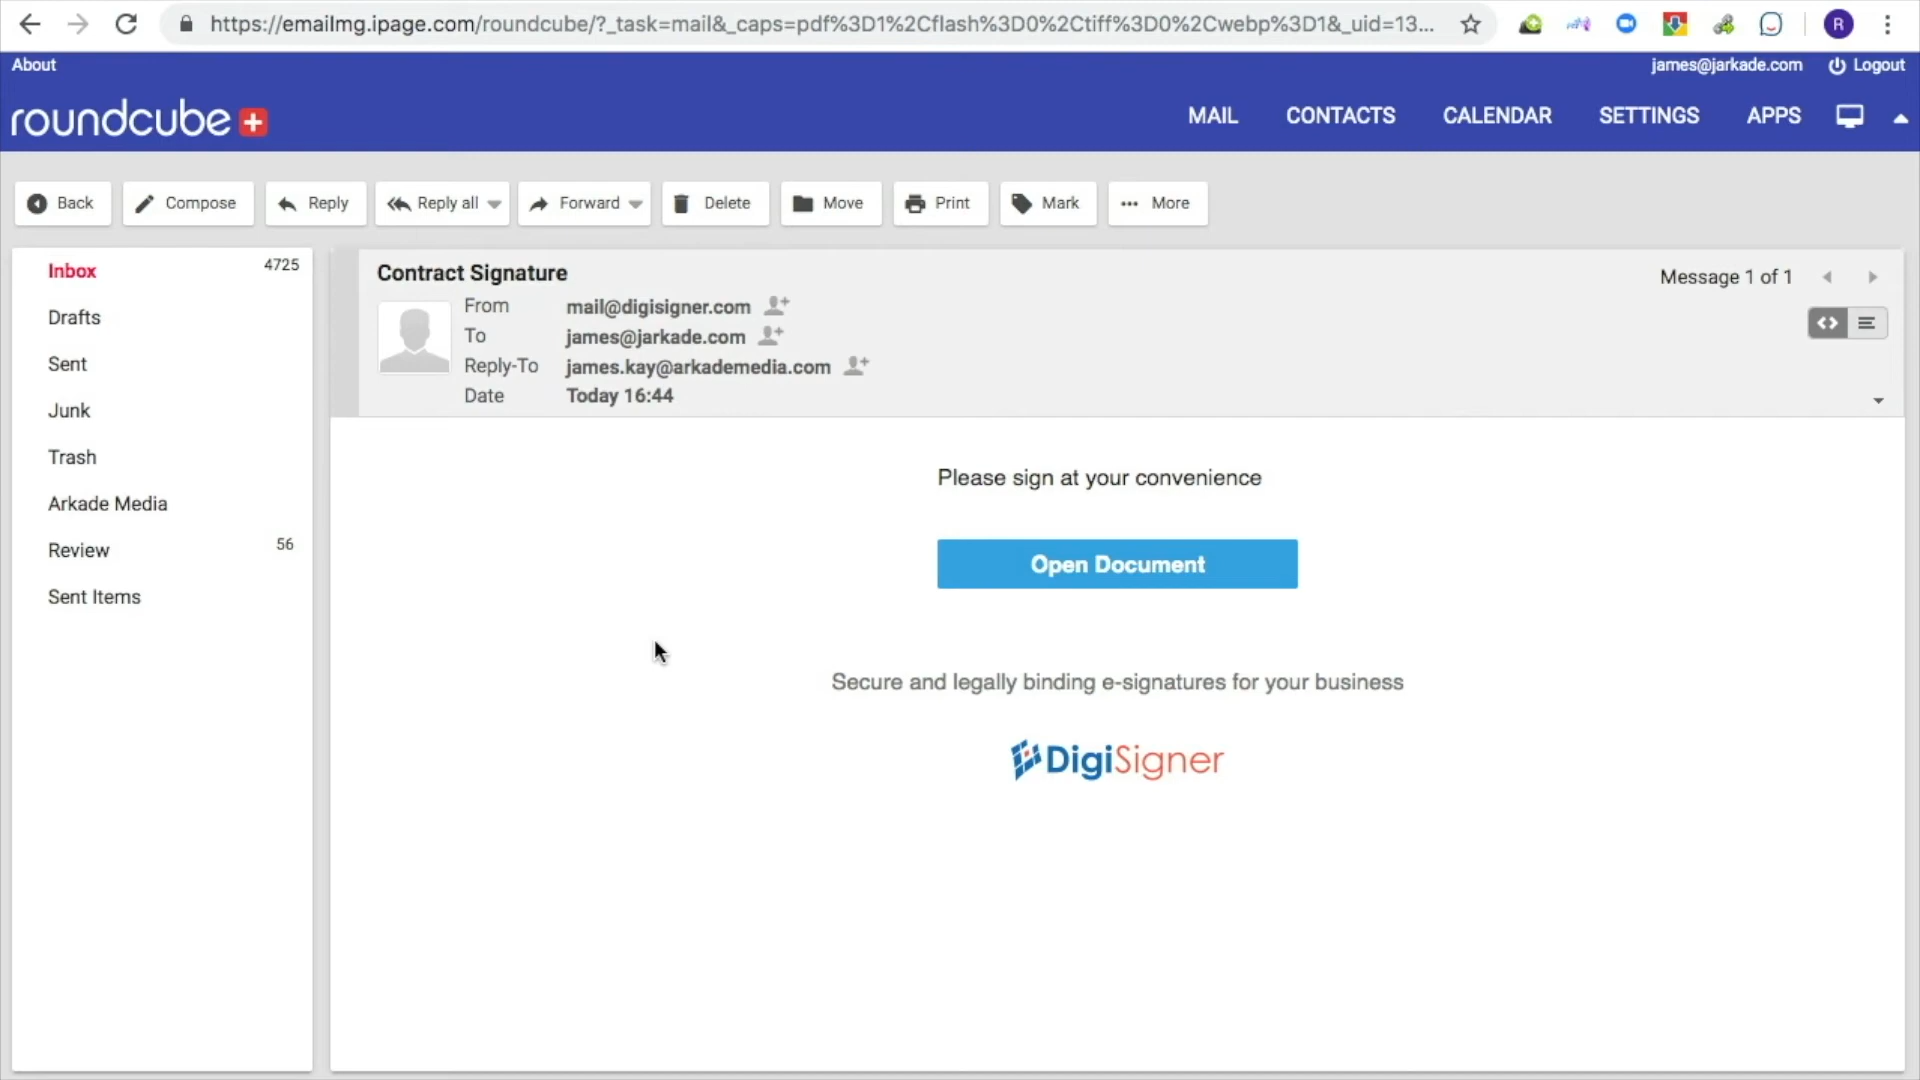 https://emailmg.ipage.com/roundcube/?_task=mail&_caps=pdf%3D1%2Cflash%3D0%2Ctiff%3D0%2Cwebp%3D1&_uid=13...
R
About
james@jarkade.com Logout
roundcube+
MAIL CONTACTS CALENDAR SETTINGS APPS
Back Compose Reply Reply all Forward Delete Move Print Mark More
Inbox 4725
Drafts
Sent
Junk
Trash
Arkade Media
Review 56
Sent Items
Contract Signature
Message 1 of 1
From mail@digisigner.com
To james@jarkade.com
Reply-To james.kay@arkademedia.com
Date Today 16:44
Please sign at your convenience
Open Document
Secure and legally binding e-signatures for your business
DigiSigner